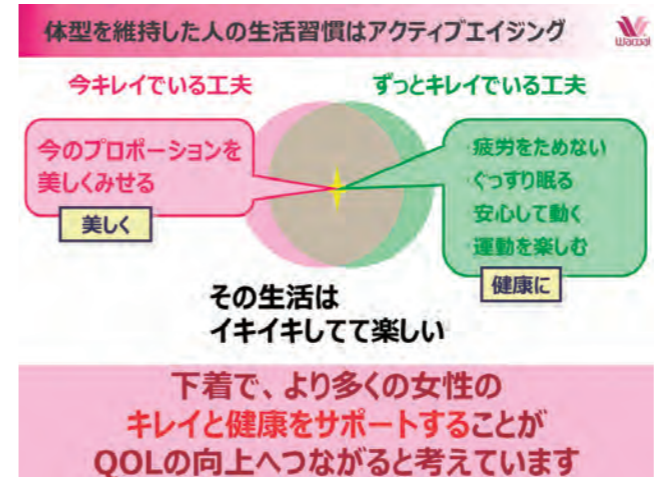 体型を維持した人の生活習慣はアクティブエイジング
Wacoal
今キレイでいる工夫
ずっとキレイでいる工夫
今のプロポーションを
美しくみせる
美しく
・疲労をためない
・ぐっすり眠る
安心して動く
・運動を楽しむ
健康に
その生活は
イキイキしてて楽しい
下着で、より多くの女性の
キレイと健康をサポートすることが
QOLの向上へつながると考えています